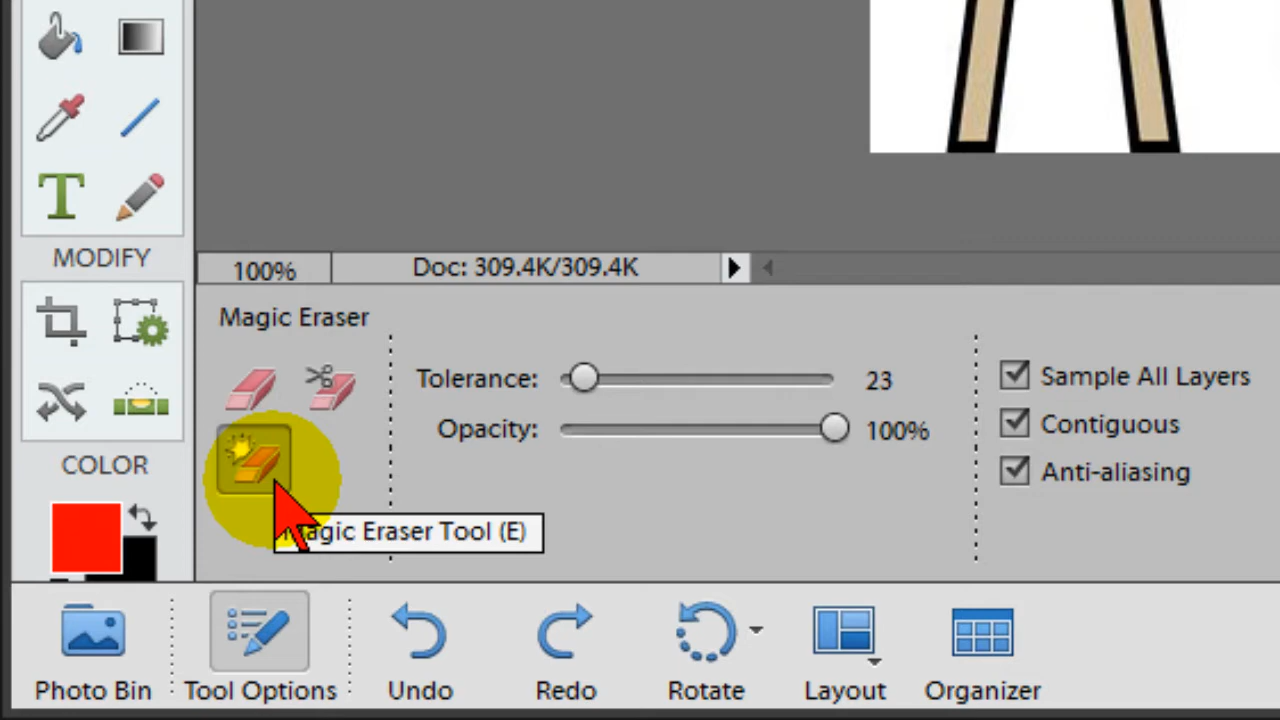 MODIFY
100%
Doc: 309.4K/309.4K
Magic Eraser
Tolerance: 23
Sample All Layers
Opacity: 100%
Contiguous
Anti-aliasing
COLOR
Magic Eraser Tool (E)
Photo Bin
Tool Options
Undo
Redo
Rotate
Layout
Organizer